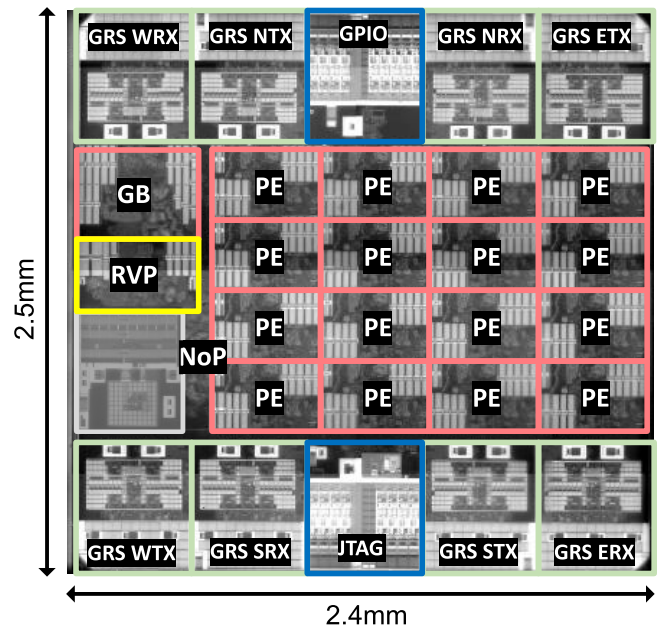 GRS WRX GRS NTX GPIO GRS NRX GRS ETX
GB PE PE PE PE
RVP PE PE PE PE
NoP PE PE PE PE
PE PE PE PE
GRS WTX GRS SRX JTAG GRS STX GRS ERX
2.5mm
2.4mm